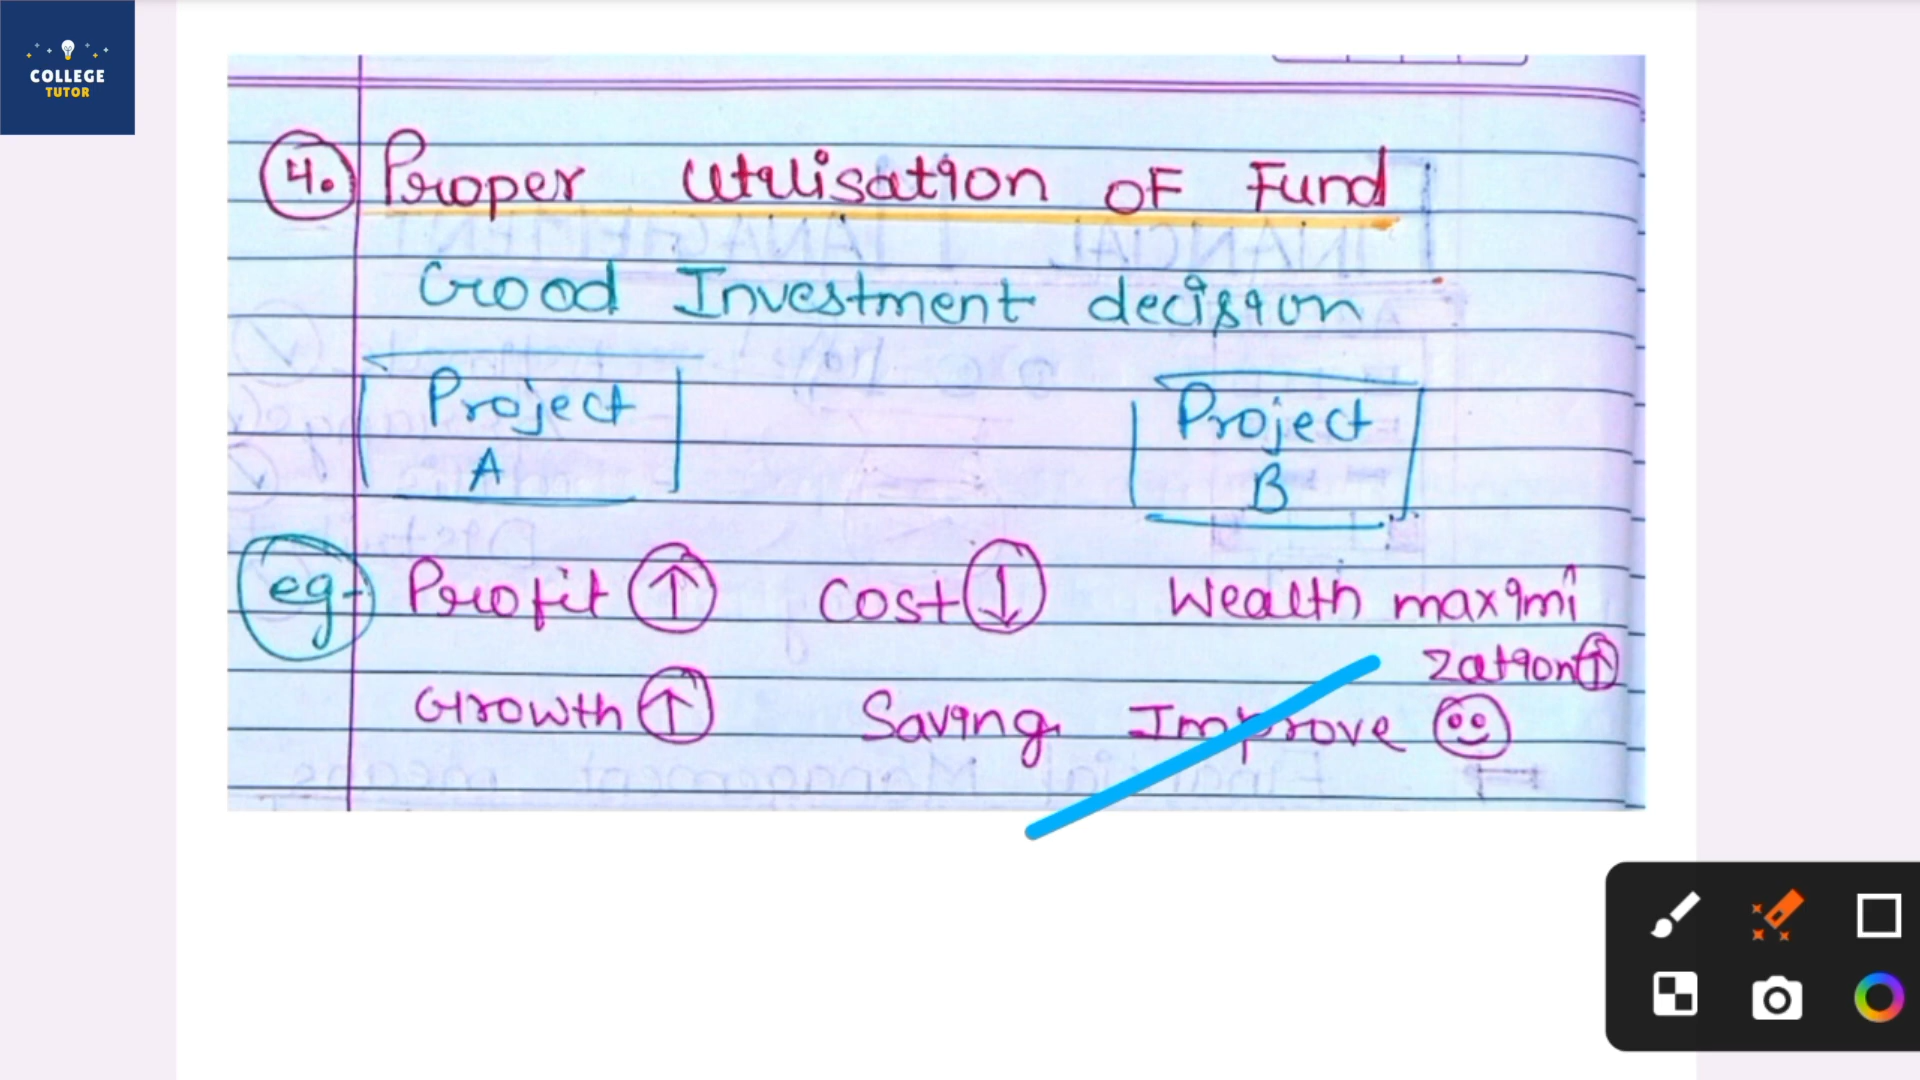 COLLEGE
TUTOR
4. Proper Utilisation of Fund
Good Investment decision
Project
A
Project
B
eg- Profit ↑ Cost ↓ Wealth maximi
zation ↑
Growth ↑ Saving Improve